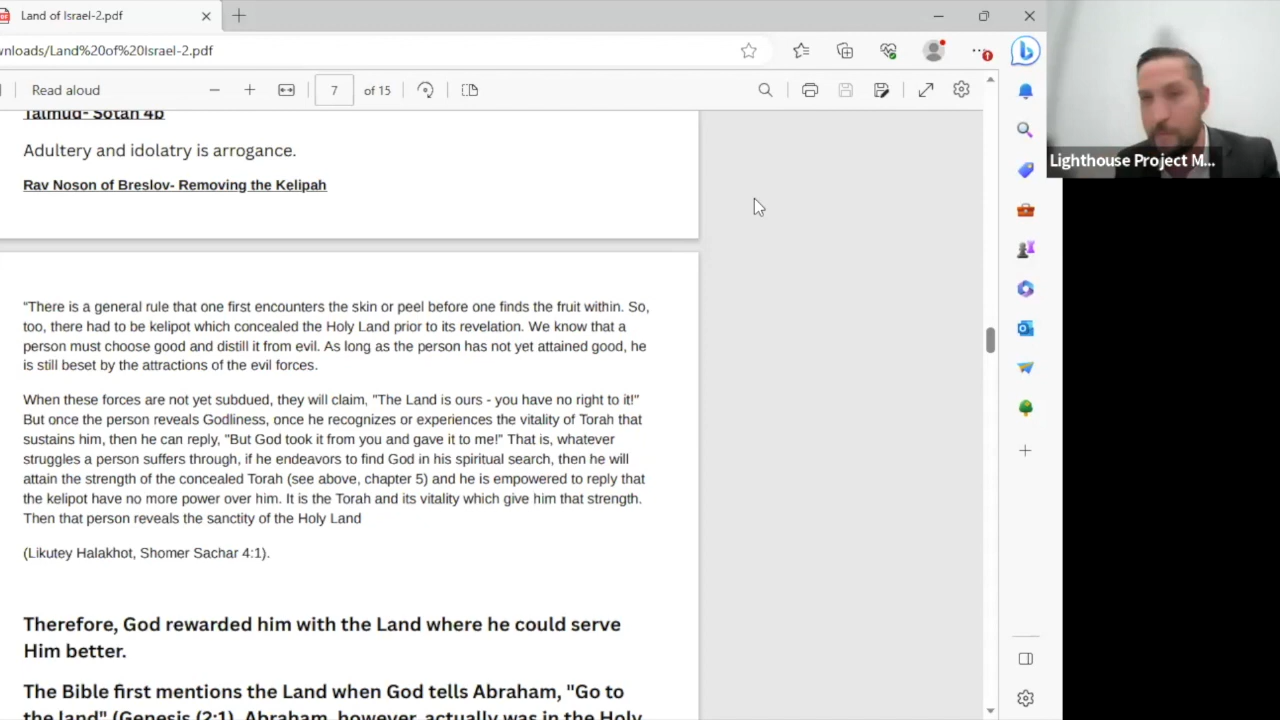 Land of Israel-2.pdf
wnloads/Land%20of%20Israel-2.pdf
Read aloud
7
of 15
Talmud- Sotah 4b
Adultery and idolatry is arrogance.
Rav Noson of Breslov- Removing the Kelipah
“There is a general rule that one first encounters the skin or peel before one finds the fruit within. So,
too, there had to be kelipot which concealed the Holy Land prior to its revelation. We know that a
person must choose good and distill it from evil. As long as the person has not yet attained good, he
is still beset by the attractions of the evil forces.
When these forces are not yet subdued, they will claim, "The Land is ours - you have no right to it!"
But once the person reveals Godliness, once he recognizes or experiences the vitality of Torah that
sustains him, then he can reply, "But God took it from you and gave it to me!" That is, whatever
struggles a person suffers through, if he endeavors to find God in his spiritual search, then he will
attain the strength of the concealed Torah (see above, chapter 5) and he is empowered to reply that
the kelipot have no more power over him. It is the Torah and its vitality which give him that strength.
Then that person reveals the sanctity of the Holy Land
(Likutey Halakhot, Shomer Sachar 4:1).
Therefore, God rewarded him with the Land where he could serve
Him better.
The Bible first mentions the Land when God tells Abraham, "Go to
the land" (Genesis (2:1). Abraham, however, actually was in the Holy
Lighthouse Project M...